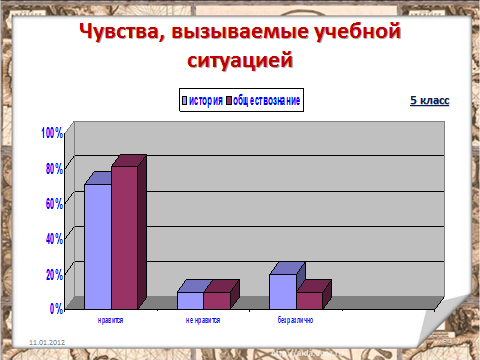 Чувства, вызываемые учебной
ситуацией
история обществознание
5 класс
100%
80%
60%
40%
20%
0%
нравится не нравится безразлично
11.01.2012